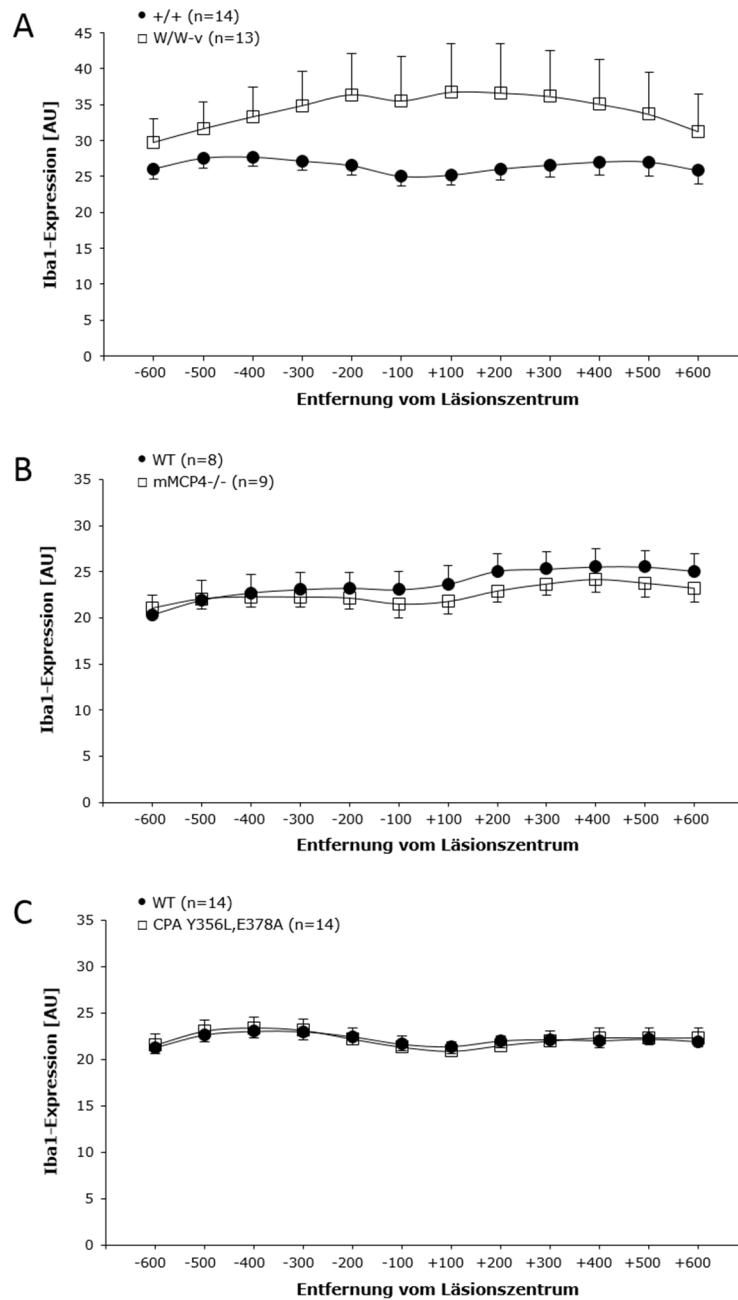 A
● +/+ (n=14)
□ W/W-v (n=13)
45
40
35
30
25
20
15
10
5
0
Iba1-Expression [AU]
-600 -500 -400 -300 -200 -100 +100 +200 +300 +400 +500 +600
Entfernung vom Läsionszentrum
B
● WT (n=8)
□ mMCP4-/- (n=9)
35
30
25
20
15
10
5
0
Iba1-Expression [AU]
-600 -500 -400 -300 -200 -100 +100 +200 +300 +400 +500 +600
Entfernung vom Läsionszentrum
C
● WT (n=14)
□ CPA Y356L,E378A (n=14)
35
30
25
20
15
10
5
0
Iba1-Expression [AU]
-600 -500 -400 -300 -200 -100 +100 +200 +300 +400 +500 +600
Entfernung vom Läsionszentrum